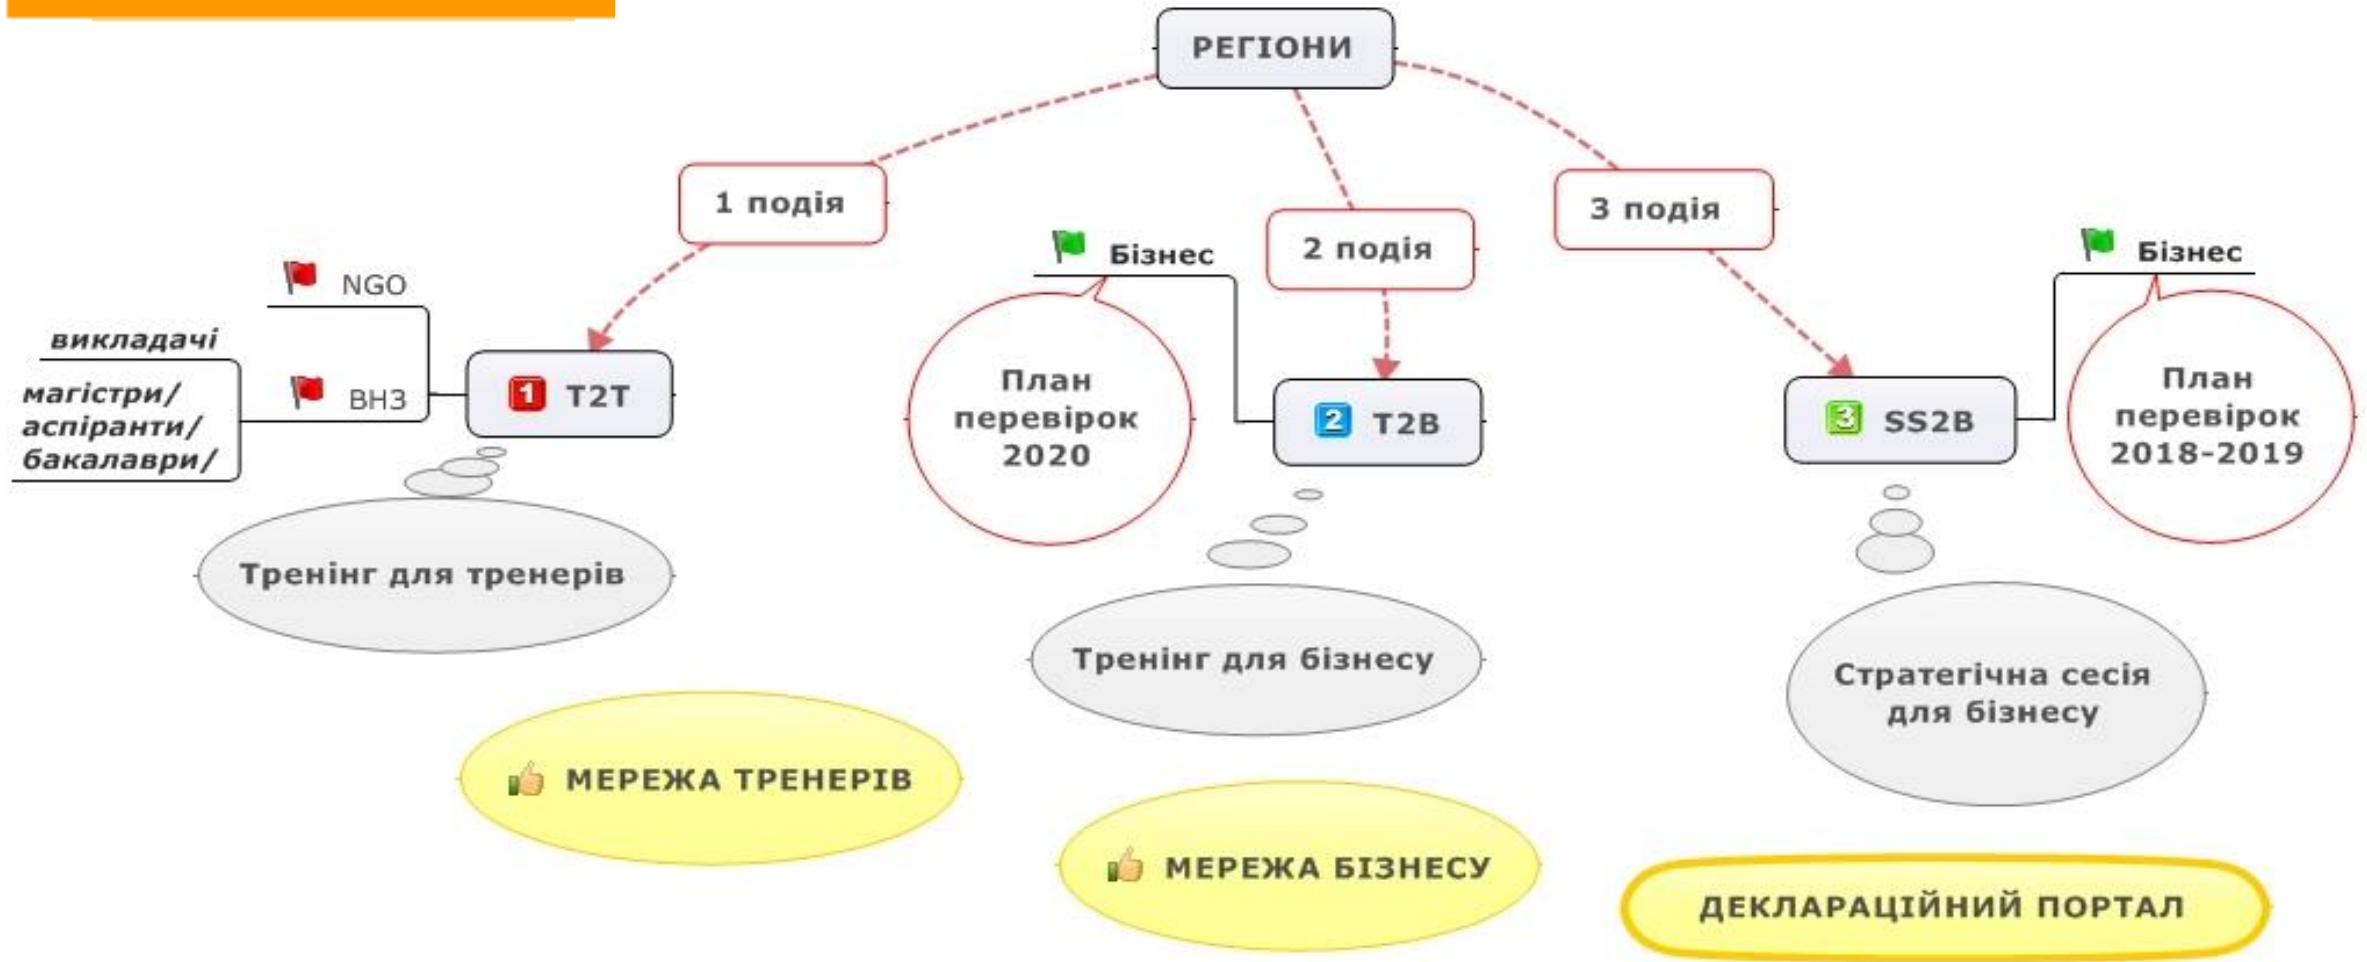 РЕГІОНИ
1 подія
2 подія
3 подія
NGO
ВНЗ
викладачі
магістри/
аспіранти/
бакалаври/
1 T2T
Тренінг для тренерів
МЕРЕЖА ТРЕНЕРІВ
Бізнес
План
перевірок
2020
2 T2B
Тренінг для бізнесу
МЕРЕЖА БІЗНЕСУ
Бізнес
План
перевірок
2018-2019
3 SS2B
Стратегічна сесія
для бізнесу
ДЕКЛАРАЦІЙНИЙ ПОРТАЛ